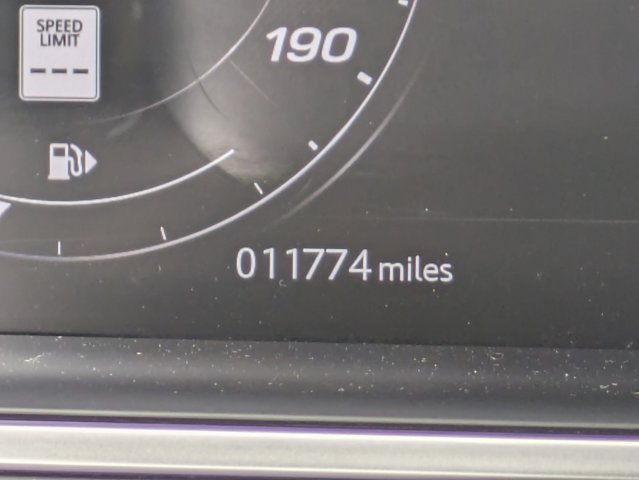 SPEED
LIMIT
---
190
011774 miles